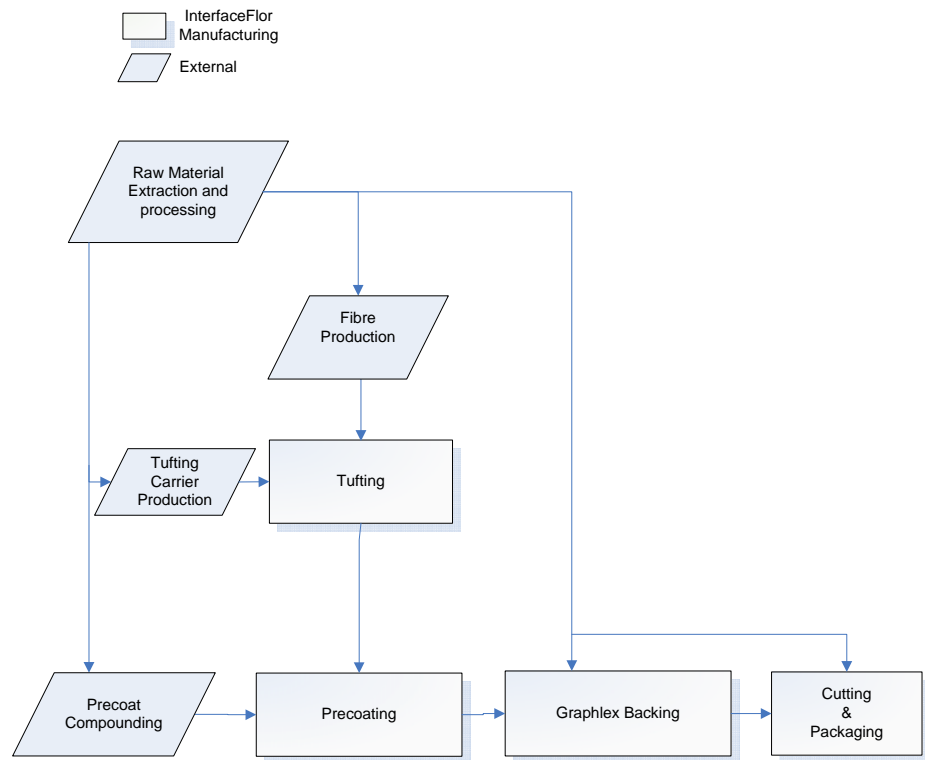 InterfaceFlor
Manufacturing
External
Raw Material
Extraction and
processing
Fibre
Production
Tufting
Carrier
Production
Tufting
Precoat
Compounding
Precoating
Graphlex Backing
Cutting
&
Packaging